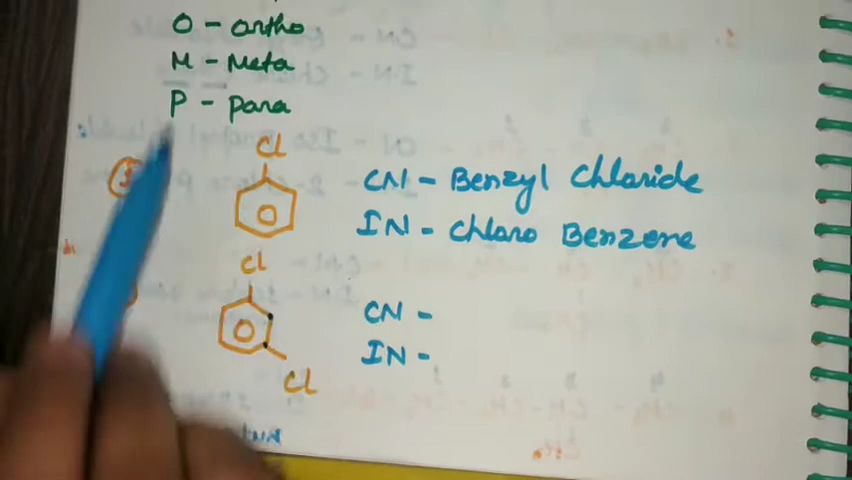 O - ortho
M - Meta
P - para
Cl
CN - Benzyl Chloride
IN - Chloro Benzene
Cl
CN -
IN -
Cl